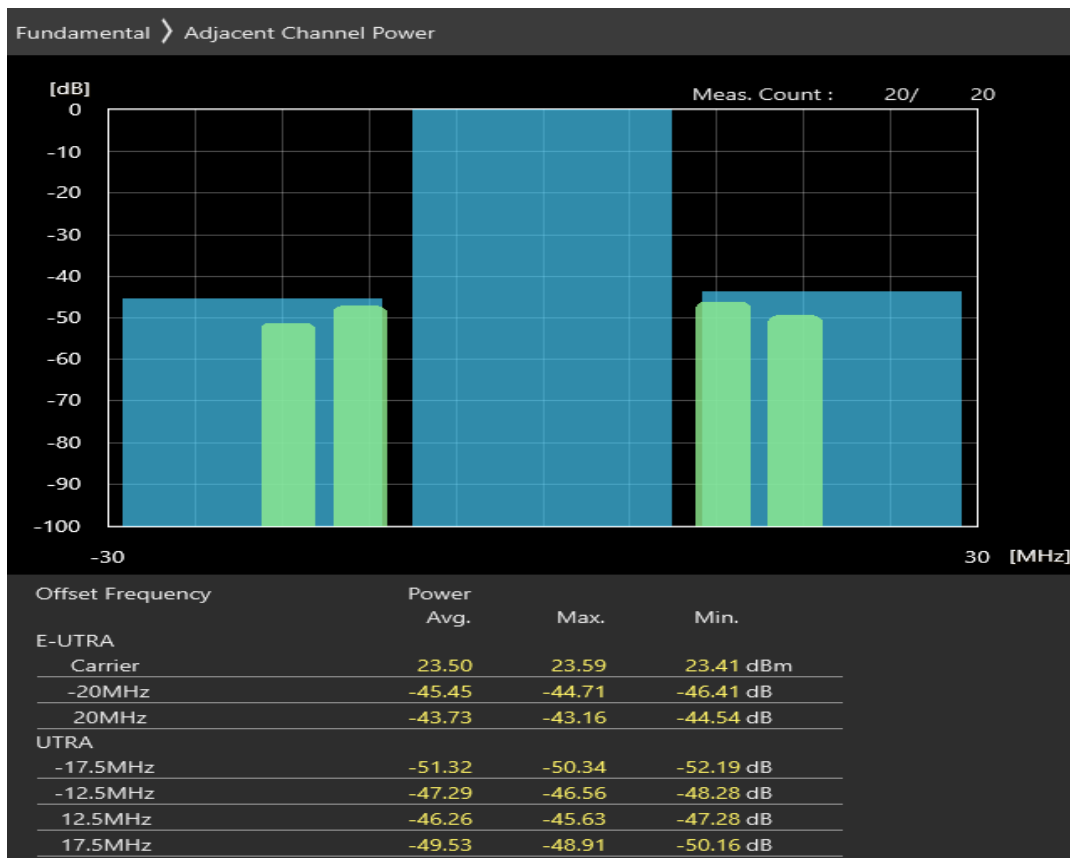 Fundamental 〉 Adjacent Channel Power
[dB]
Meas. Count : 20/ 20
0
-10
-20
-30
-40
-50
-60
-70
-80
-90
-100
-30 30 [MHz]
Offset Frequency Power
Avg. Max. Min.
E-UTRA
Carrier 23.50 23.59 23.41 dBm
-20MHz -45.45 -44.71 -46.41 dB
20MHz -43.73 -43.16 -44.54 dB
UTRA
-17.5MHz -51.32 -50.34 -52.19 dB
-12.5MHz -47.29 -46.56 -48.28 dB
12.5MHz -46.26 -45.63 -47.28 dB
17.5MHz -49.53 -48.91 -50.16 dB